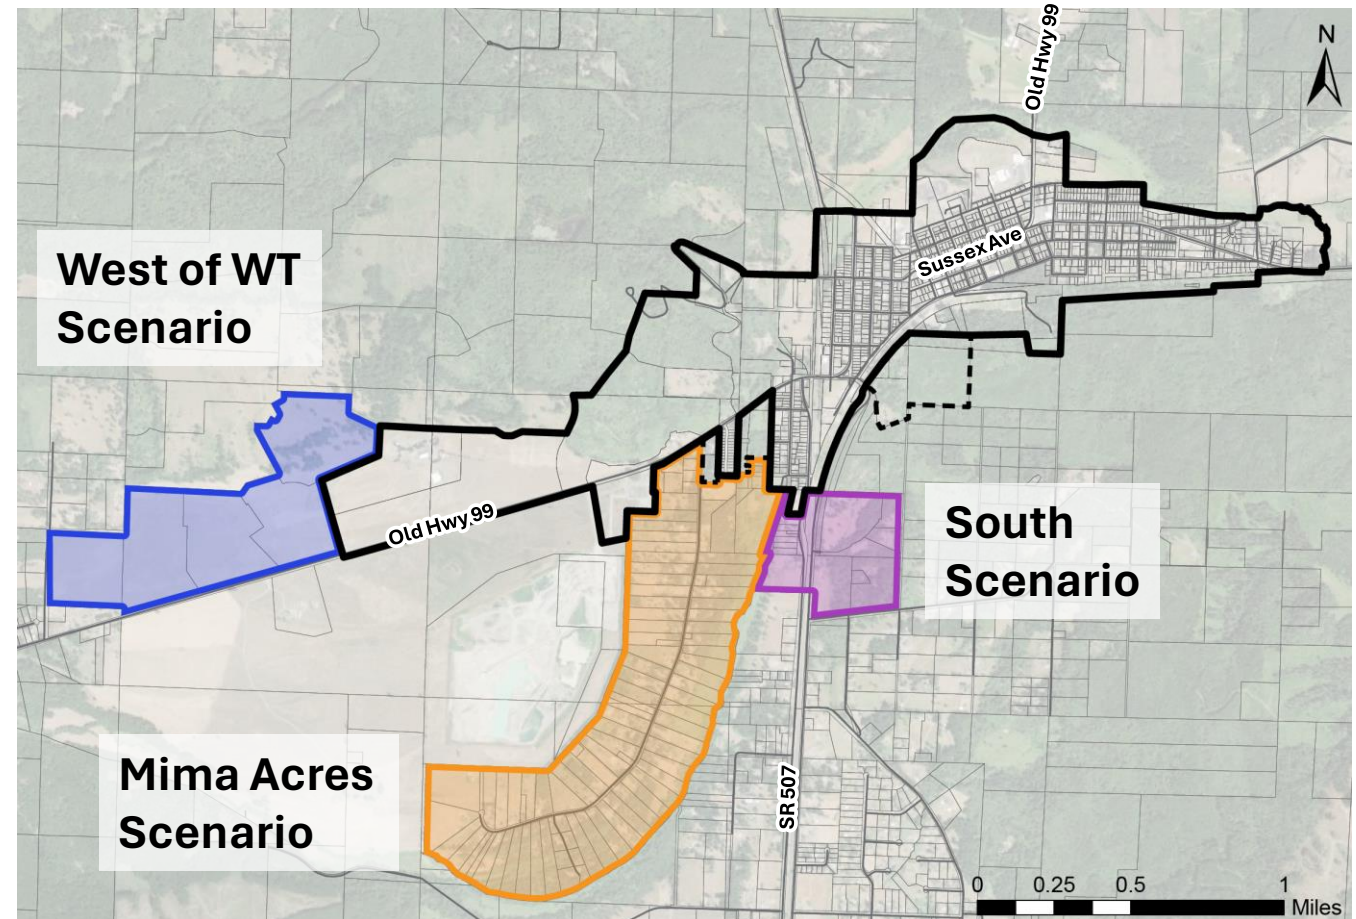 Old Hwy 99
N
Sussex Ave
West of WT
Scenario
Old Hwy 99
South
Scenario
Mima Acres
Scenario
SR 507
0 0.25 0.5 1
Miles